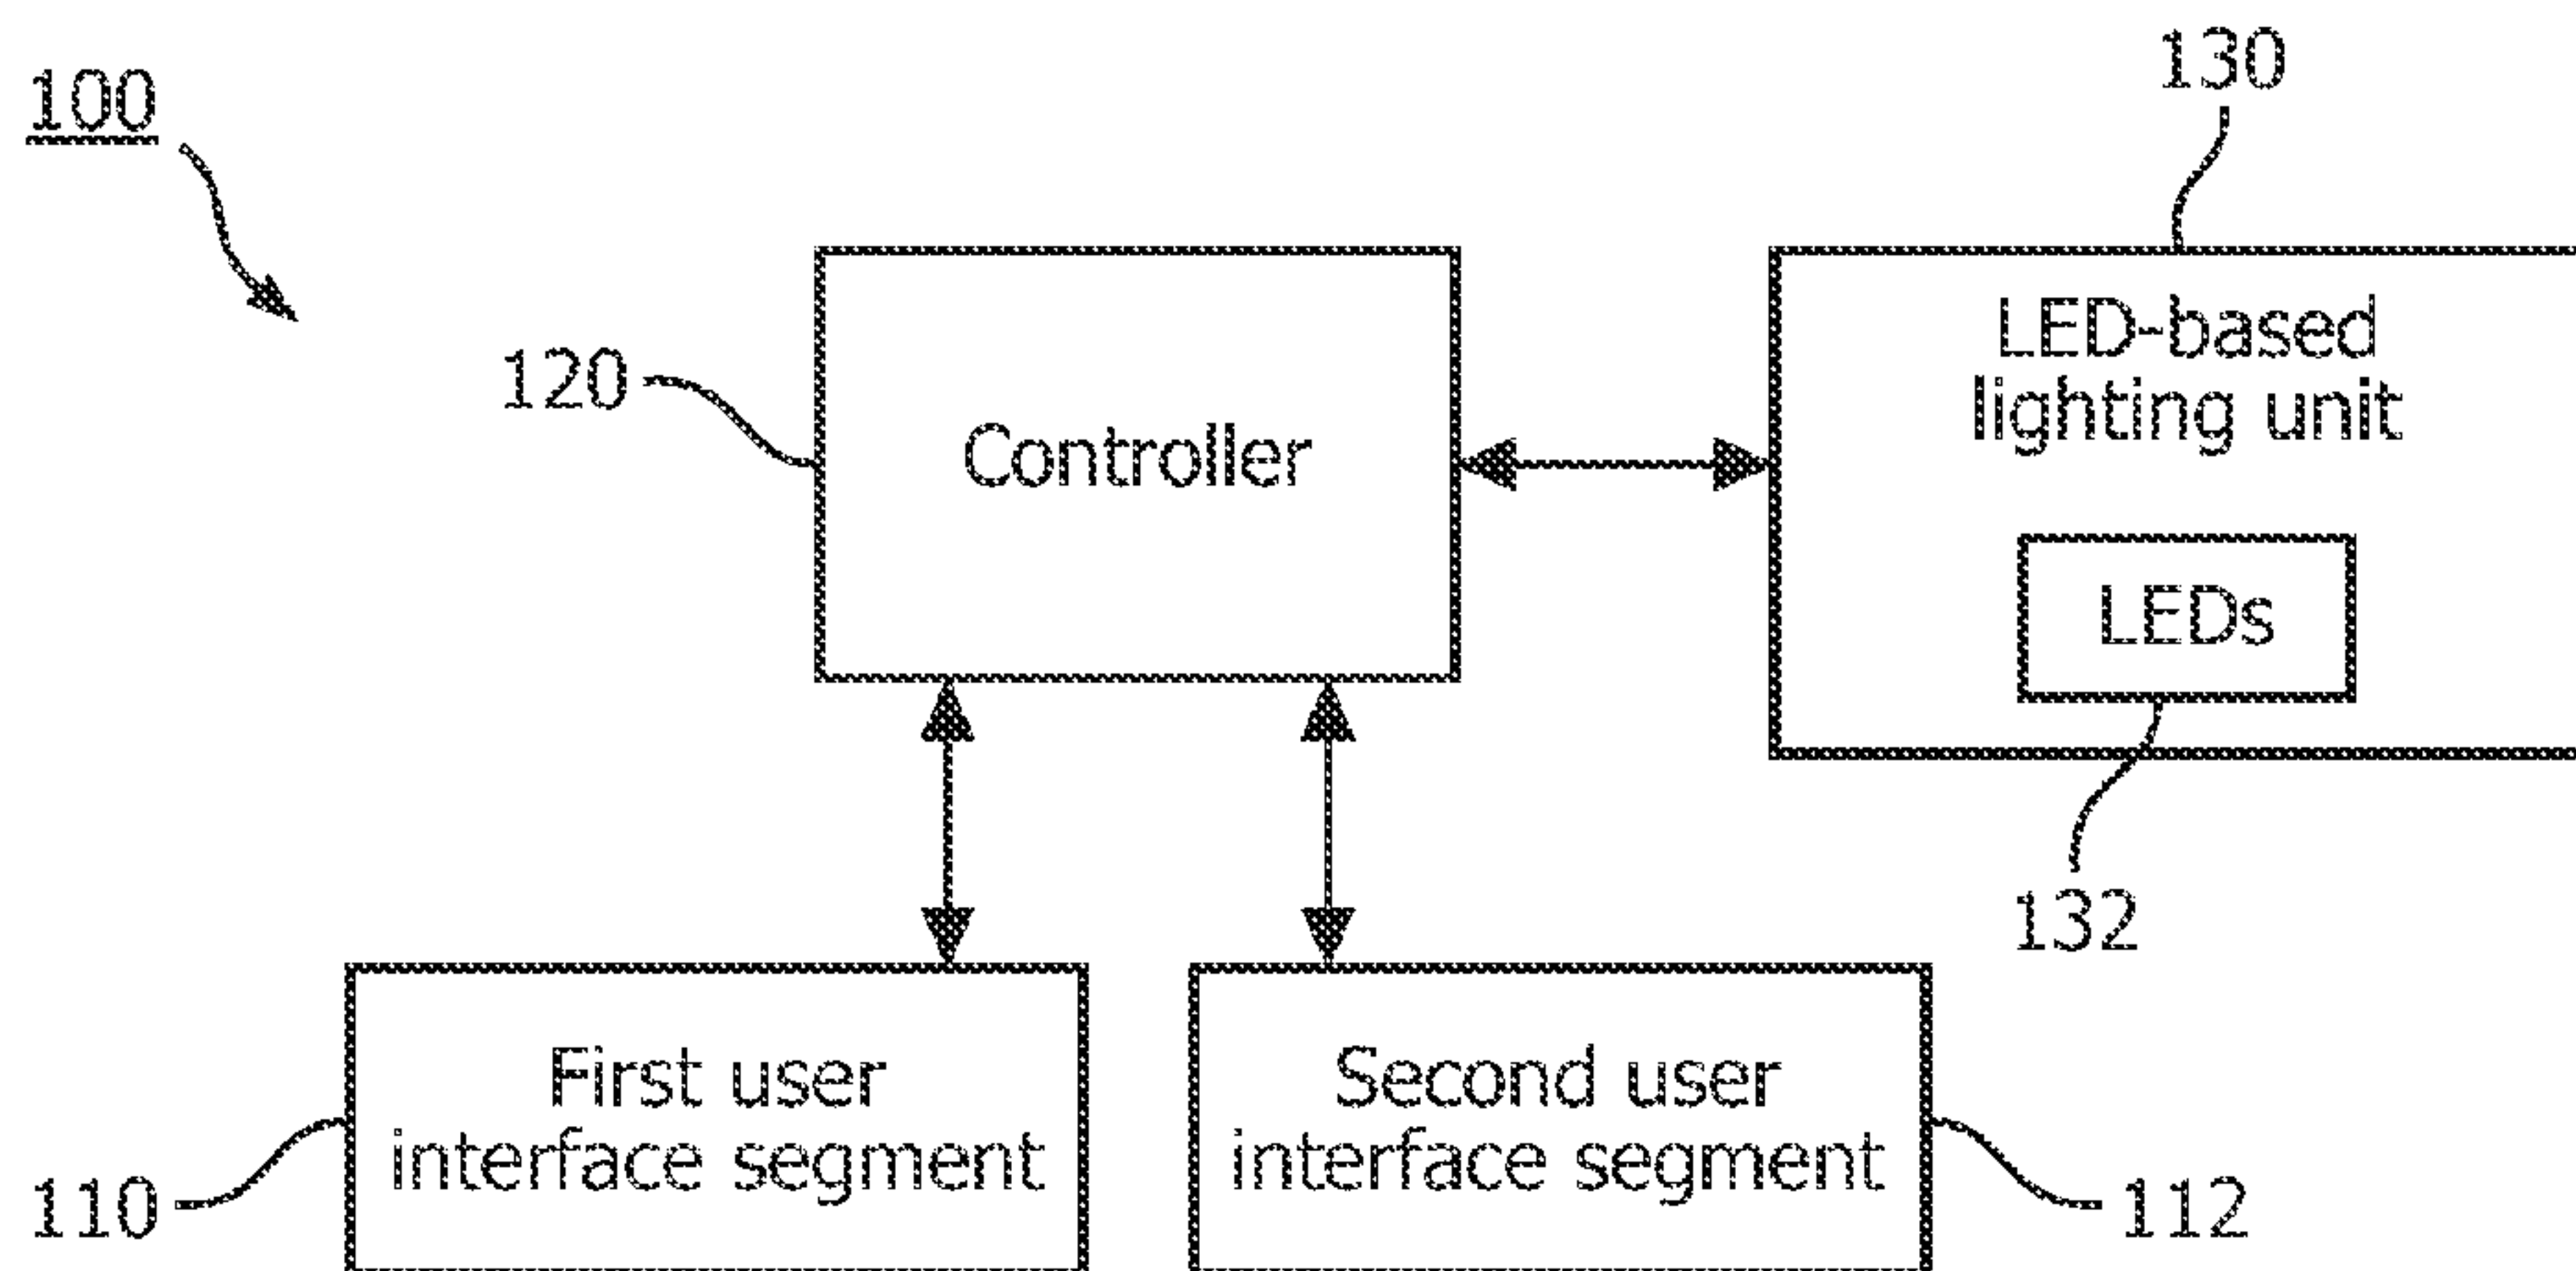 100
130
120
Controller
LED-based
lighting unit
LEDs
132
First user
interface segment
Second user
interface segment
110
112